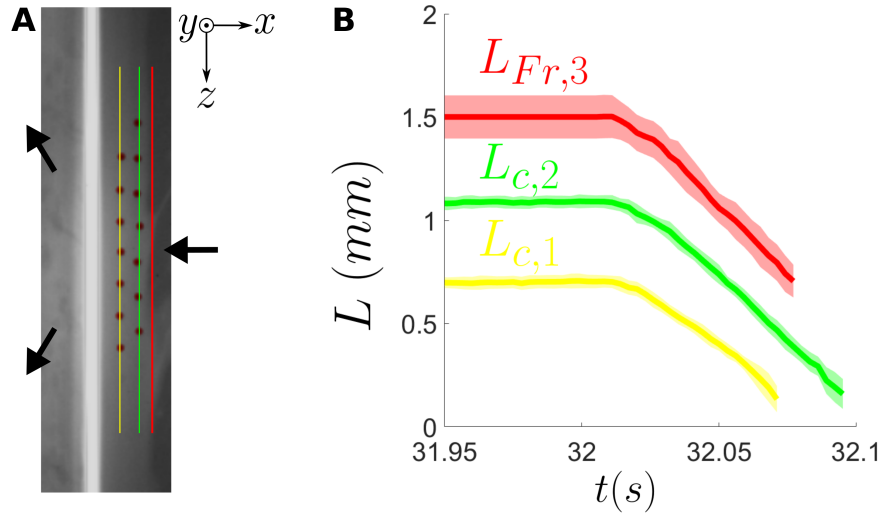 A
y x
z
B
2
1.5
1
0.5
0
L_{Fr,3}
L_{c,2}
L_{c,1}
L (mm)
31.95 32 32.05 32.1
t(s)